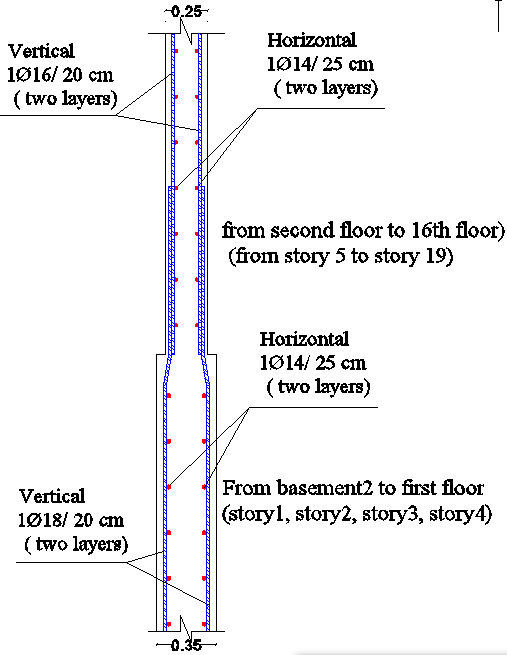 0.25
Vertical
1Ø16/ 20 cm
( two layers)
Horizontal
1Ø14/ 25 cm
( two layers)
from second floor to 16th floor)
(from story 5 to story 19)
Horizontal
1Ø14/ 25 cm
( two layers)
From basement2 to first floor
(story1, story2, story3, story4)
Vertical
1Ø18/ 20 cm
( two layers)
0.35